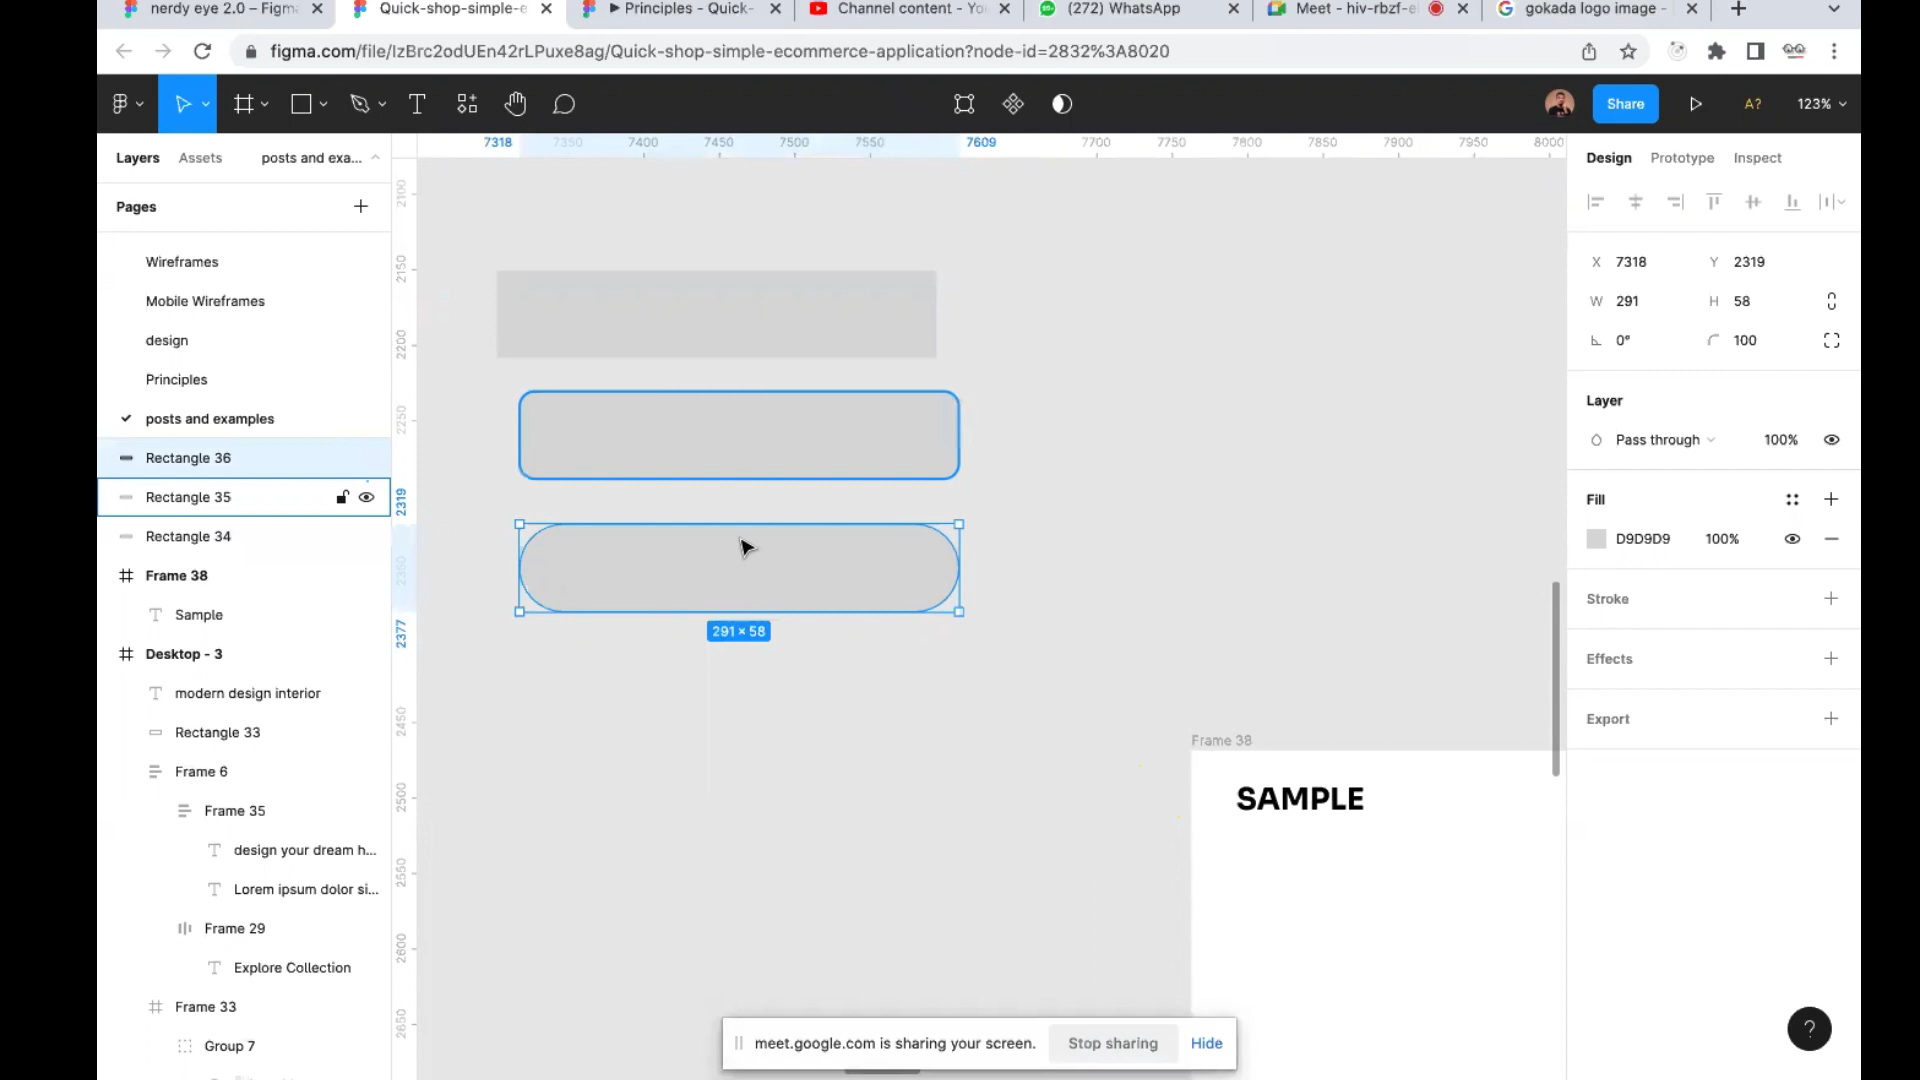 nerdy eye 2.0 – Figma
Quick-shop-simple-e
Principles - Quick-
Channel content - Yo
(272) WhatsApp
Meet - hiv-rbzf-e
gokada logo image -
figma.com/file/IzBrc2odUEn42rLPuxe8ag/Quick-shop-simple-ecommerce-application?node-id=2832%3A8020
Share
A?
123%
Layers
Assets
posts and exa...
7318
7350
7400
7450
7500
7550
7609
7700
7750
7800
7850
7900
7950
8000
Design
Prototype
Inspect
Pages
Wireframes
Mobile Wireframes
design
Principles
posts and examples
Rectangle 36
Rectangle 35
Rectangle 34
Frame 38
Sample
Desktop - 3
modern design interior
Rectangle 33
Frame 6
Frame 35
design your dream h...
Lorem ipsum dolor si...
Frame 29
Explore Collection
Frame 33
Group 7
2100
2150
2200
2250
2319
2350
2377
2450
2500
2550
2600
2650
291 × 58
Frame 38
SAMPLE
X 7318
Y 2319
W 291
H 58
0°
100
Layer
Pass through
100%
Fill
D9D9D9
100%
Stroke
Effects
Export
meet.google.com is sharing your screen.
Stop sharing
Hide
?